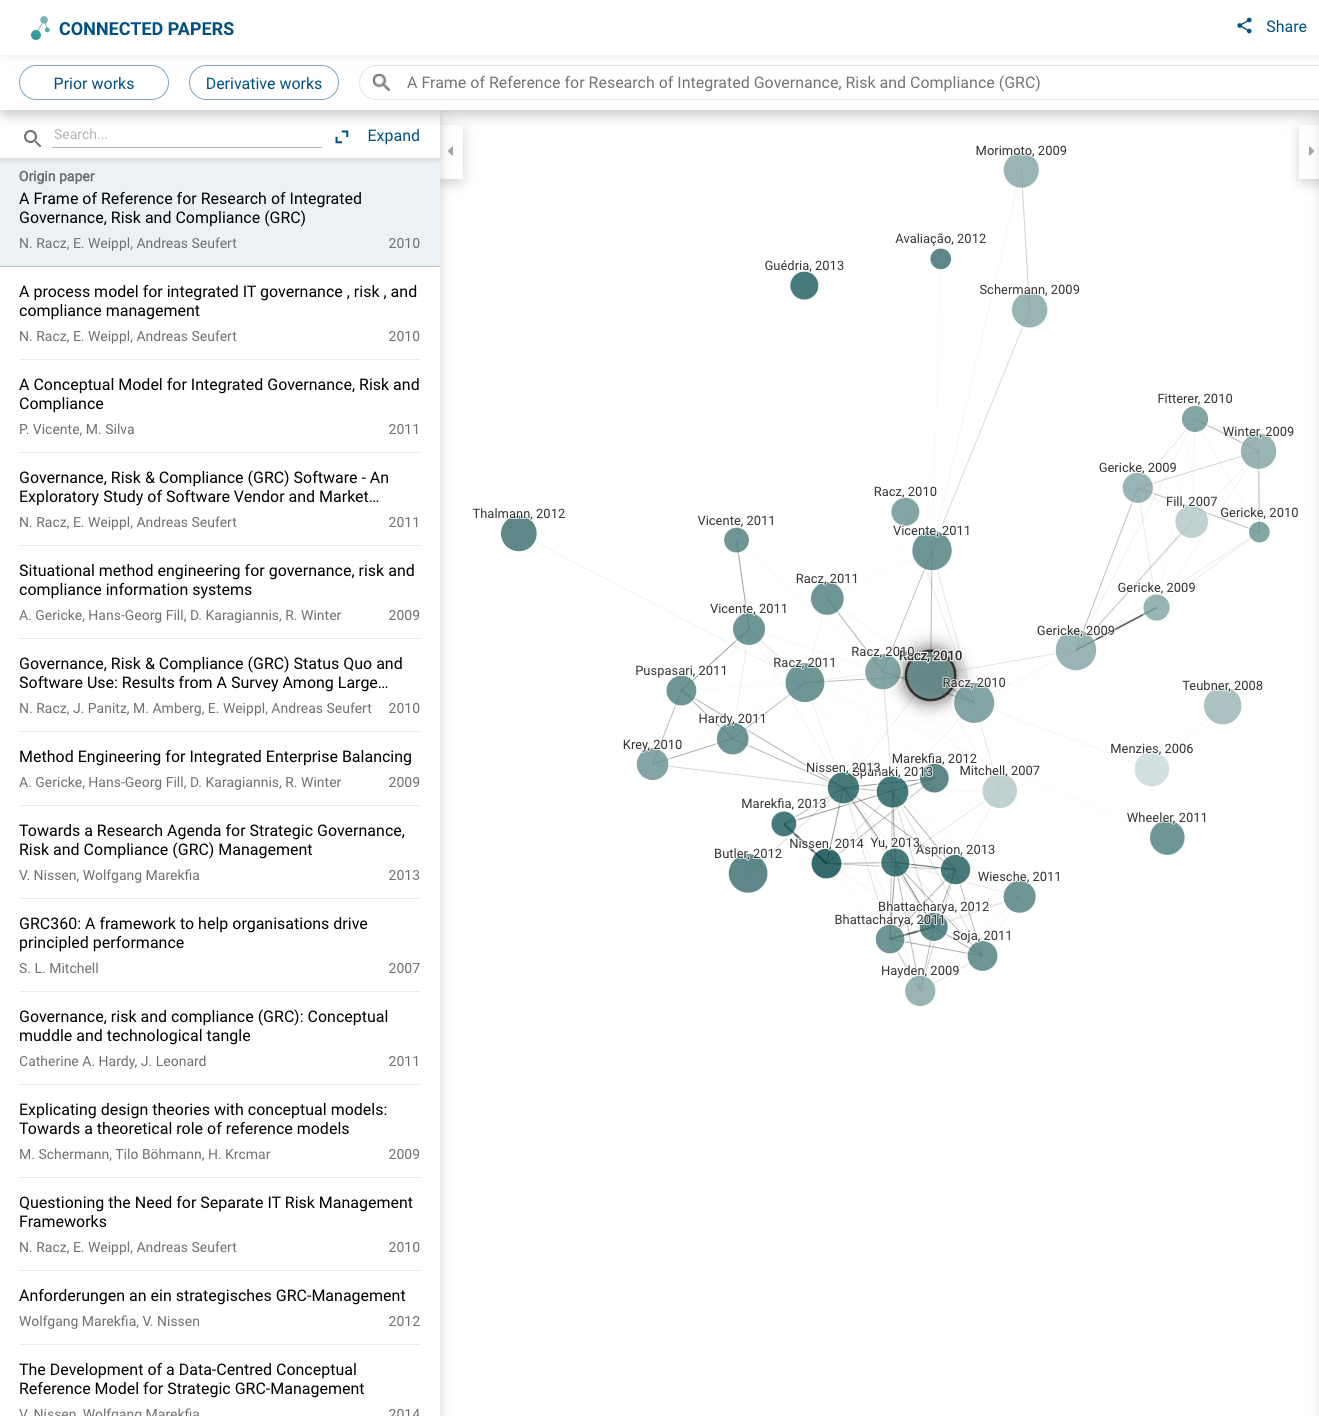 CONNECTED PAPERS
Share
Prior works
Derivative works
A Frame of Reference for Research of Integrated Governance, Risk and Compliance (GRC)
Search...
Expand
Origin paper
A Frame of Reference for Research of Integrated
Governance, Risk and Compliance (GRC)
N. Racz, E. Weippl, Andreas Seufert 2010
A process model for integrated IT governance , risk , and
compliance management
N. Racz, E. Weippl, Andreas Seufert 2010
A Conceptual Model for Integrated Governance, Risk and
Compliance
P. Vicente, M. Silva 2011
Governance, Risk & Compliance (GRC) Software - An
Exploratory Study of Software Vendor and Market...
N. Racz, E. Weippl, Andreas Seufert 2011
Situational method engineering for governance, risk and
compliance information systems
A. Gericke, Hans-Georg Fill, D. Karagiannis, R. Winter 2009
Governance, Risk & Compliance (GRC) Status Quo and
Software Use: Results from A Survey Among Large...
N. Racz, J. Panitz, M. Amberg, E. Weippl, Andreas Seufert 2010
Method Engineering for Integrated Enterprise Balancing
A. Gericke, Hans-Georg Fill, D. Karagiannis, R. Winter 2009
Towards a Research Agenda for Strategic Governance,
Risk and Compliance (GRC) Management
V. Nissen, Wolfgang Marekfia 2013
GRC360: A framework to help organisations drive
principled performance
S. L. Mitchell 2007
Governance, risk and compliance (GRC): Conceptual
muddle and technological tangle
Catherine A. Hardy, J. Leonard 2011
Explicating design theories with conceptual models:
Towards a theoretical role of reference models
M. Schermann, Tilo Böhmann, H. Krcmar 2009
Questioning the Need for Separate IT Risk Management
Frameworks
N. Racz, E. Weippl, Andreas Seufert 2010
Anforderungen an ein strategisches GRC-Management
Wolfgang Marekfia, V. Nissen 2012
The Development of a Data-Centred Conceptual
Reference Model for Strategic GRC-Management
V. Nissen, Wolfgang Marekfia 2014
Morimoto, 2009
Avaliação, 2012
Guédria, 2013
Schermann, 2009
Fitterer, 2010
Winter, 2009
Gericke, 2009
Racz, 2010
Fill, 2007
Gericke, 2010
Thalmann, 2012
Vicente, 2011
Vicente, 2011
Racz, 2011
Gericke, 2009
Vicente, 2011
Gericke, 2009
Racz, 2010
Racz, 2010
Racz, 2011
Puspasari, 2011
Racz, 2010
Teubner, 2008
Hardy, 2011
Krey, 2010
Menzies, 2006
Marekfia, 2012
Nissen, 2013
Spanaki, 2013
Mitchell, 2007
Marekfia, 2013
Wheeler, 2011
Nissen, 2014
Yu, 2013
Asprion, 2013
Butler, 2012
Wiesche, 2011
Bhattacharya, 2012
Bhattacharya, 2011
Soja, 2011
Hayden, 2009